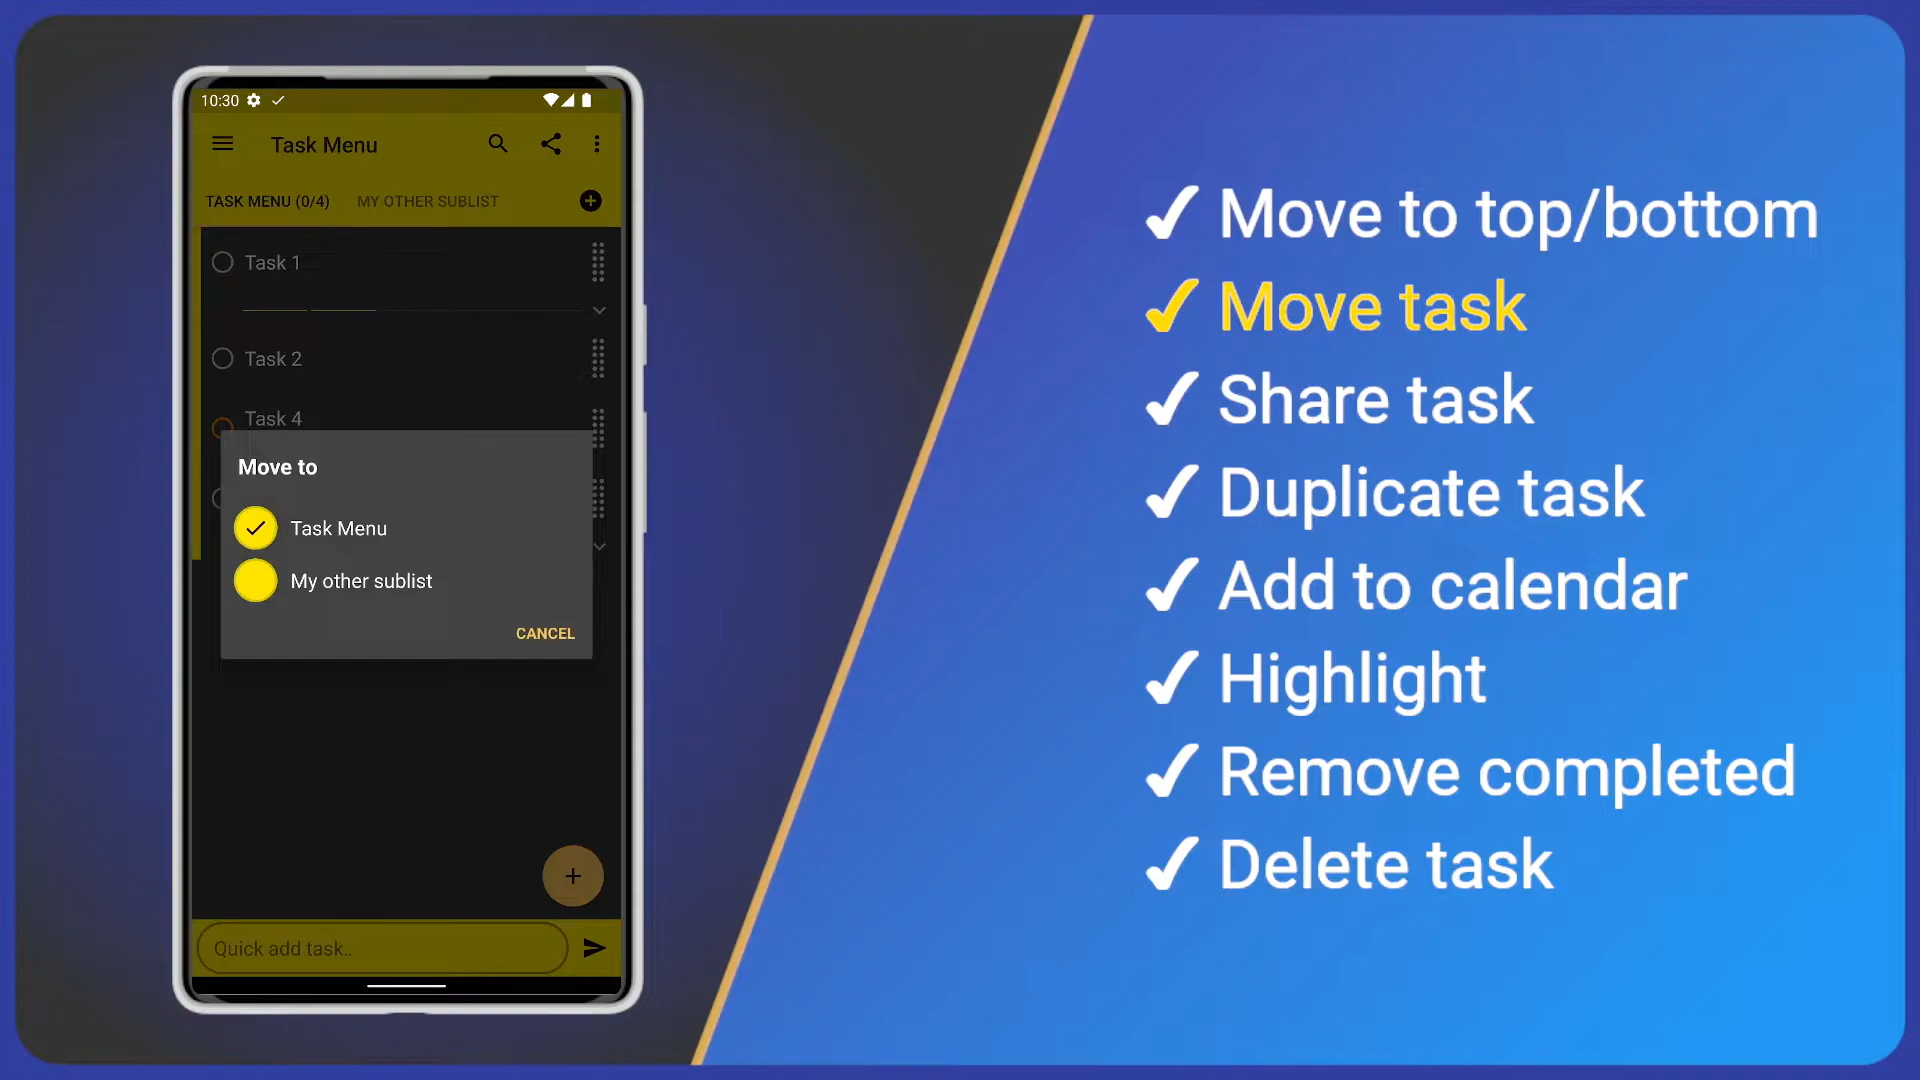 10:30
Task Menu
TASK MENU (0/4) MY OTHER SUBLIST
Task 1
Task 2
Task 4
Move to
Task Menu
My other sublist
CANCEL
Quick add task..
Move to top/bottom
Move task
Share task
Duplicate task
Add to calendar
Highlight
Remove completed
Delete task